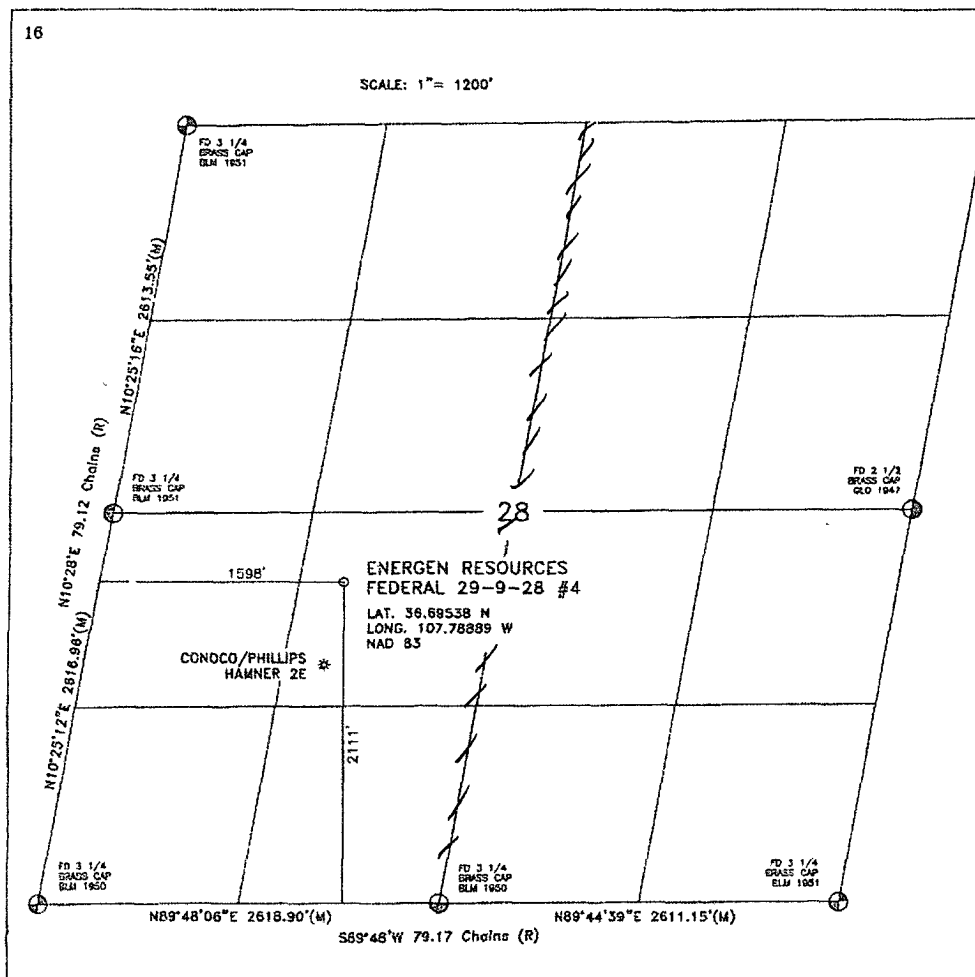 16
SCALE: 1"= 1200'
FD 3 1/4
BRASS CAP
BLM 1951
N10°25'16"E 2613.55'(M)
N10°28'E 79.12 Chains (R)
FD 3 1/4
BRASS CAP
BLM 1951
FD 2 1/2
BRASS CAP
GLO 1947
28
1598'
ENERGEN RESOURCES
FEDERAL 29-9-28 #4
LAT. 36.69538 N
LONG. 107.78889 W
NAD 83
CONOCO/PHILLIPS
HAMNER 2E
N10°25'12"E 2616.96'(M)
2111'
FD 3 1/4
BRASS CAP
BLM 1950
FD 3 1/4
BRASS CAP
BLM 1950
FD 3 1/4
BRASS CAP
BLM 1951
N89°48'06"E 2618.90'(M)
N89°44'39"E 2611.15'(M)
S89°48'W 79.17 Chains (R)